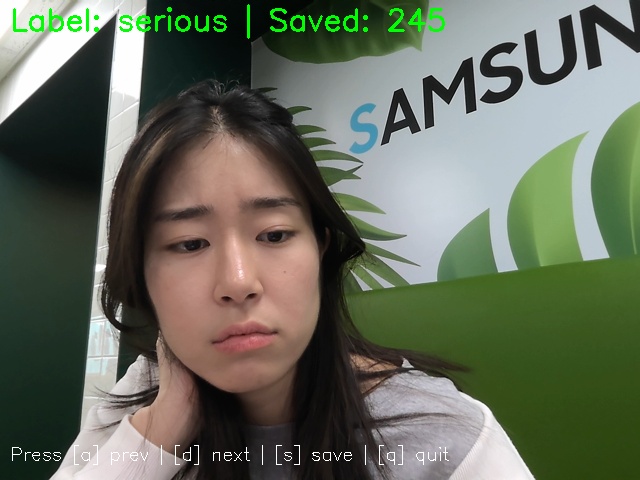 Label: serious | Saved: 245
SAMSUN
Press [a] prev | [d] next | [s] save | [q] quit